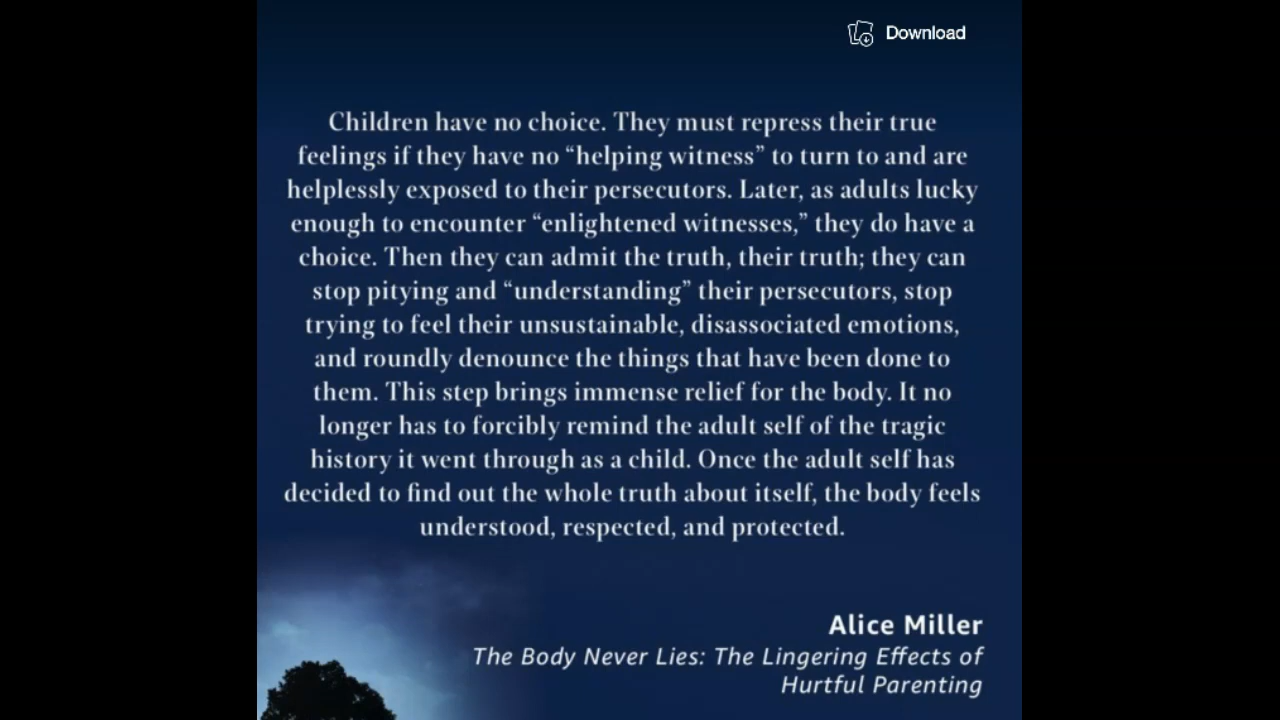 Download
Children have no choice. They must repress their true
feelings if they have no “helping witness” to turn to and are
helplessly exposed to their persecutors. Later, as adults lucky
enough to encounter “enlightened witnesses,” they do have a
choice. Then they can admit the truth, their truth; they can
stop pitying and “understanding” their persecutors, stop
trying to feel their unsustainable, disassociated emotions,
and roundly denounce the things that have been done to
them. This step brings immense relief for the body. It no
longer has to forcibly remind the adult self of the tragic
history it went through as a child. Once the adult self has
decided to find out the whole truth about itself, the body feels
understood, respected, and protected.
Alice Miller
The Body Never Lies: The Lingering Effects of
Hurtful Parenting